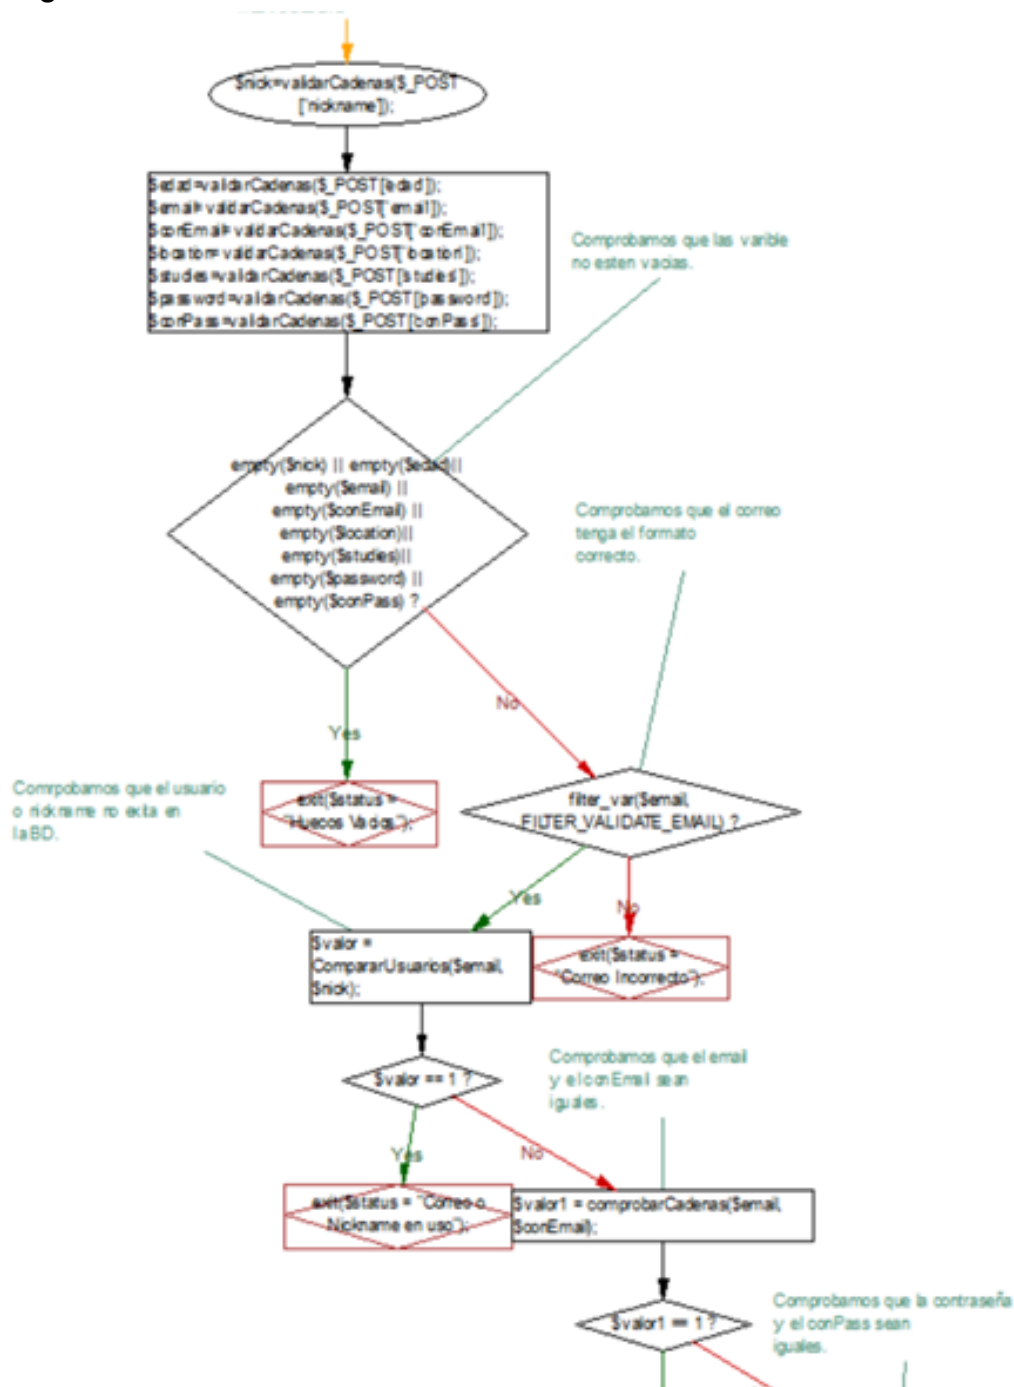 $nick=validarCadenas($_POST
['nickname']);
$edad=validarCadenas($_POST['edad']);
$email=validarCadenas($_POST['email']);
$conEmail=validarCadenas($_POST['conEmail']);
$location=validarCadenas($_POST['location']);
$studies=validarCadenas($_POST['studies']);
$password=validarCadenas($_POST['password']);
$conPass=validarCadenas($_POST['conPass']);
Comprobamos que las varible
no esten vacias.
empty($nick) || empty($edad)||
empty($email) ||
empty($conEmail) ||
empty($location)||
empty($studies)||
empty($password) ||
empty($conPass) ?
Comprobamos que el correo
tenga el formato
correcto.
No
Yes
exit($status =
"Huecos Vacios");
filter_var($email,
FILTER_VALIDATE_EMAIL) ?
Comrpobamos que el usuario
o nickname no exita en
la BD.
Yes
No
$valor =
CompararUsuarios($email,
$nick);
exit($status =
"Correo Incorrecto");
$valor == 1 ?
Comprobamos que el email
y el conEmail sean
iguales.
Yes
No
exit($status = "Correo o
Nickname en uso");
$valor1 = comprobarCadenas($email,
$conEmail);
$valor1 == 1 ?
Comprobamos que la contraseña
y el conPass sean
iguales.